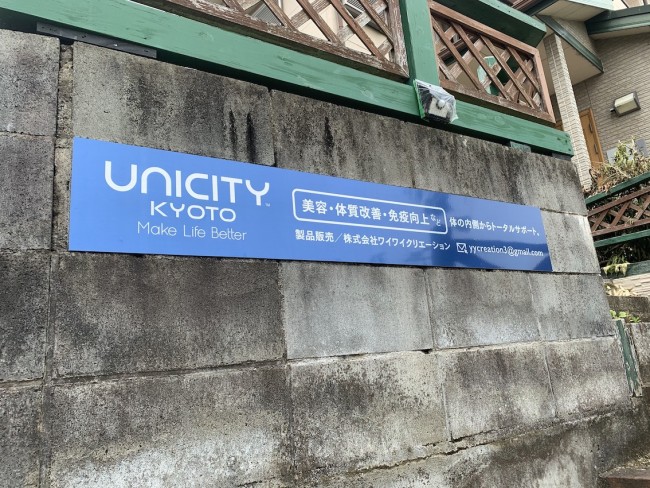 UNICITY™
KYOTO
Make Life Better
美容・体質改善・免疫向上など
体の内側からトータルサポート。
製品販売／株式会社ワイワイクリエーション
yycreation3@gmail.com